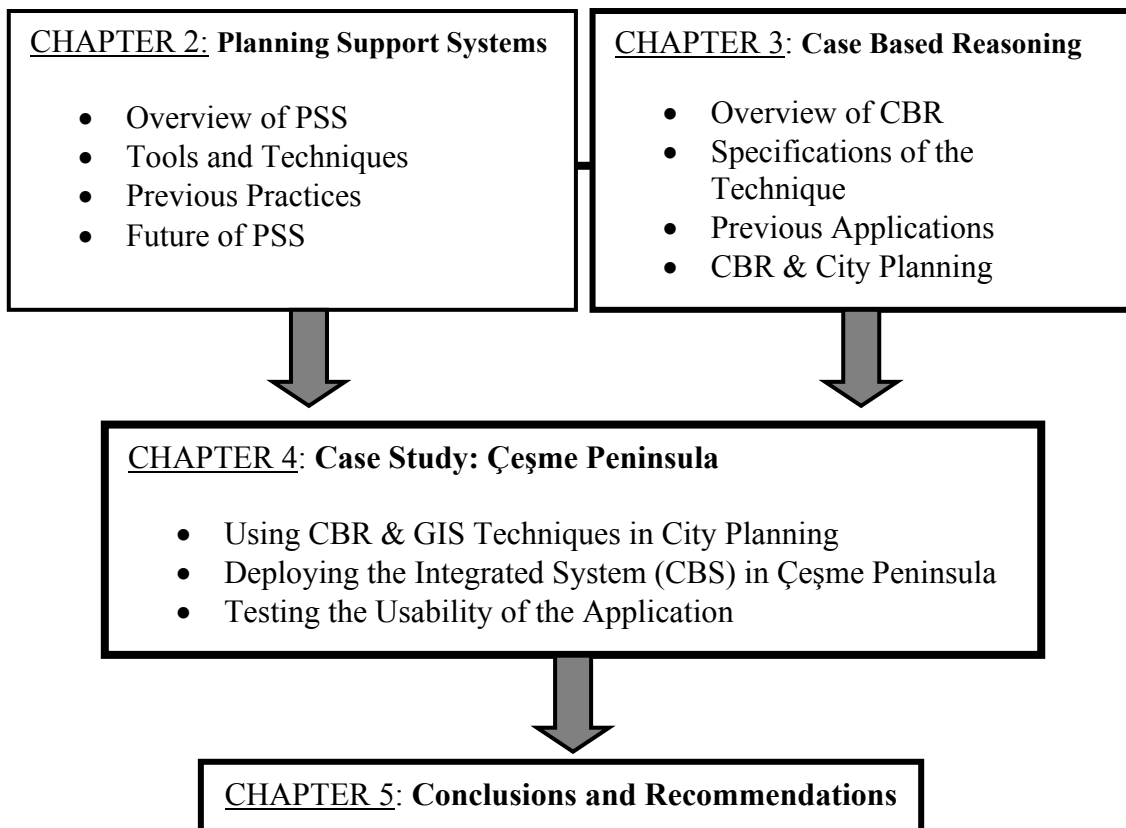 CHAPTER 2: Planning Support Systems
• Overview of PSS
• Tools and Techniques
• Previous Practices
• Future of PSS
CHAPTER 3: Case Based Reasoning
• Overview of CBR
• Specifications of the
Technique
• Previous Applications
• CBR & City Planning
CHAPTER 4: Case Study: Çeşme Peninsula
• Using CBR & GIS Techniques in City Planning
• Deploying the Integrated System (CBS) in Çeşme Peninsula
• Testing the Usability of the Application
CHAPTER 5: Conclusions and Recommendations